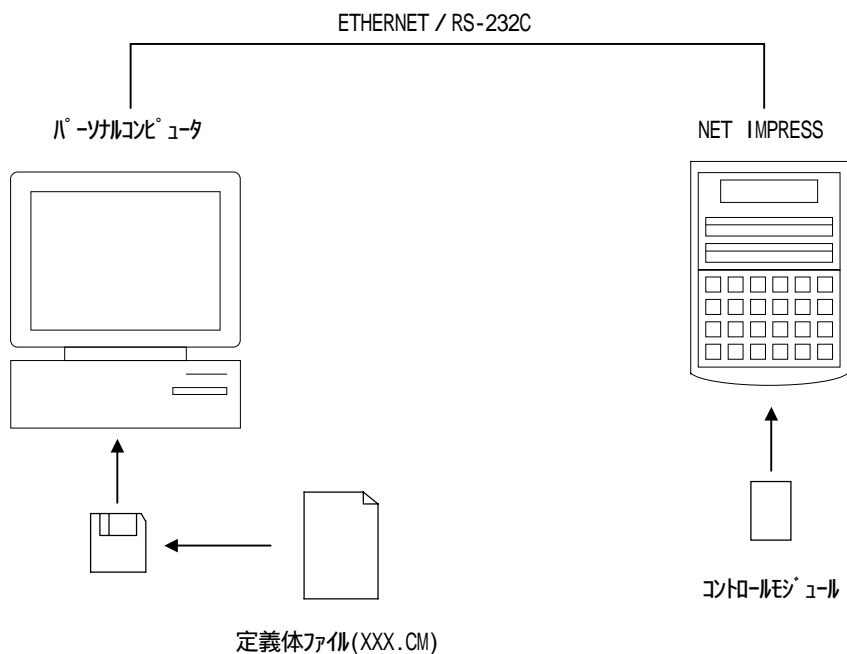 ETHERNET / RS-232C
ﾊﾟｰｿﾅﾙｺﾝﾋﾟｭｰﾀ
NET IMPRESS
ｺﾝﾄﾛｰﾙﾓｼﾞｭｰﾙ
定義体ﾌｧｲﾙ(XXX.CM)